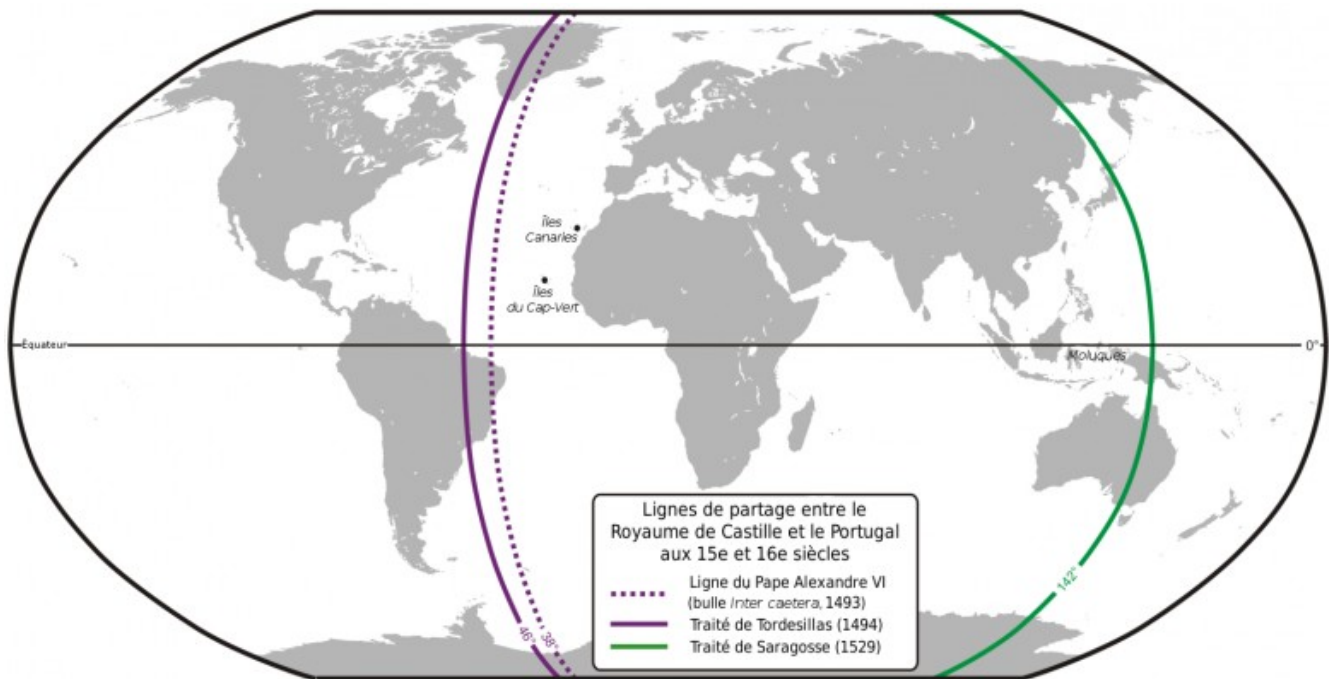 Îles
Canaries
Îles
du Cap-Vert
Équateur
0°
Moluques
Lignes de partage entre le
Royaume de Castille et le Portugal
aux 15e et 16e siècles
Ligne du Pape Alexandre VI
(bulle Inter caetera, 1493)
Traité de Tordesillas (1494)
Traité de Saragosse (1529)
46°
38°
142°